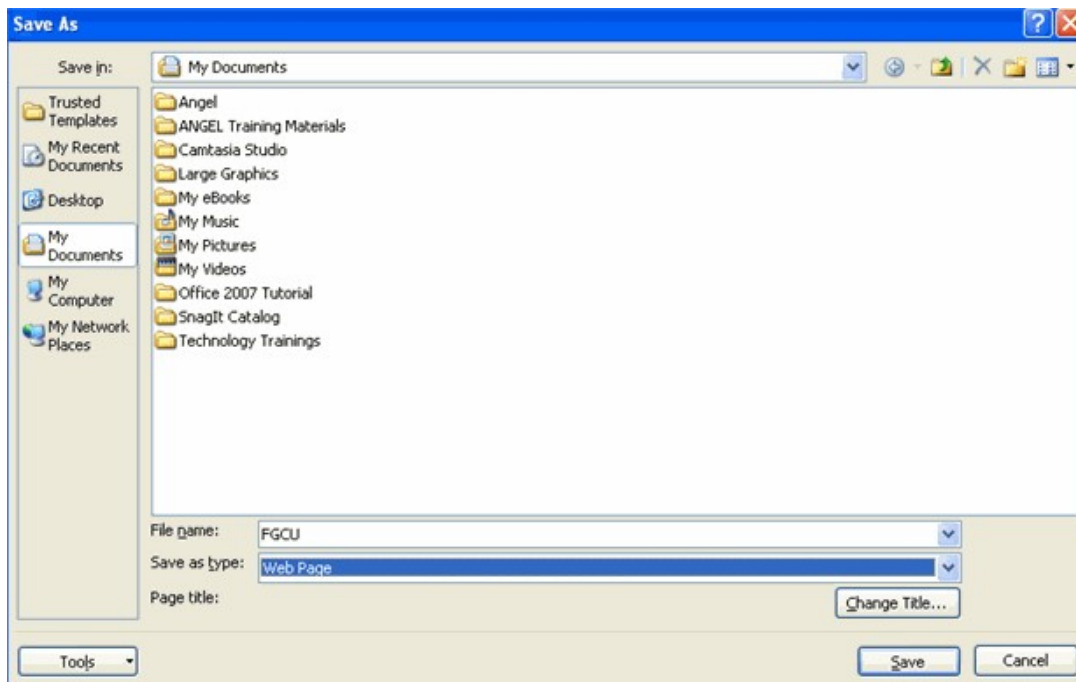 Save As
Save in:
My Documents
Trusted
Templates
My Recent
Documents
Desktop
My
Documents
My
Computer
My Network
Places
Angel
ANGEL Training Materials
Camtasia Studio
Large Graphics
My eBooks
My Music
My Pictures
My Videos
Office 2007 Tutorial
SnagIt Catalog
Technology Trainings
File name:
FGCU
Save as type:
Web Page
Page title:
Change Title...
Tools
Save
Cancel